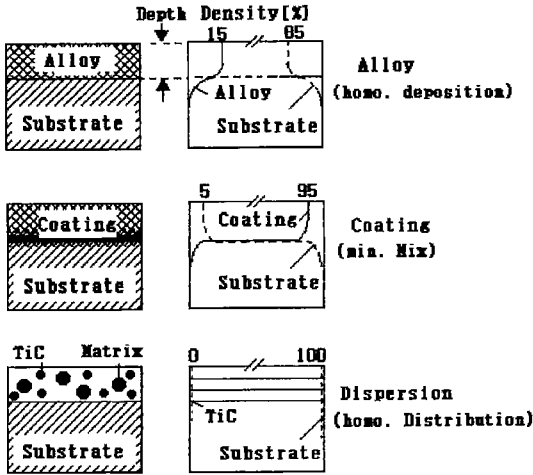 Depth Density[%]
15 85
Alloy
Alloy
Substrate
Substrate
Alloy
(homo. deposition)
5 95
Coating
Coating
Substrate
Substrate
Coating
(min. Mix)
TiC Matrix
0 100
TiC
Substrate
Substrate
Dispersion
(homo. Distribution)